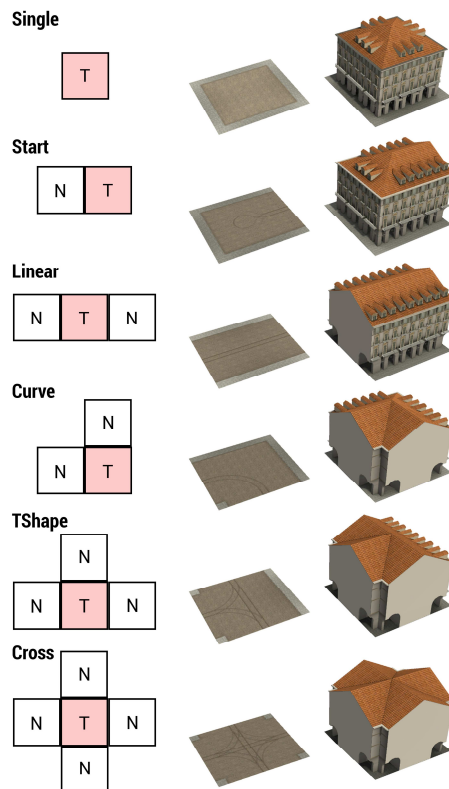 Single
T
Start
N T
Linear
N T N
Curve
N
N T
TShape
N
N T N
Cross
N
N T N
N